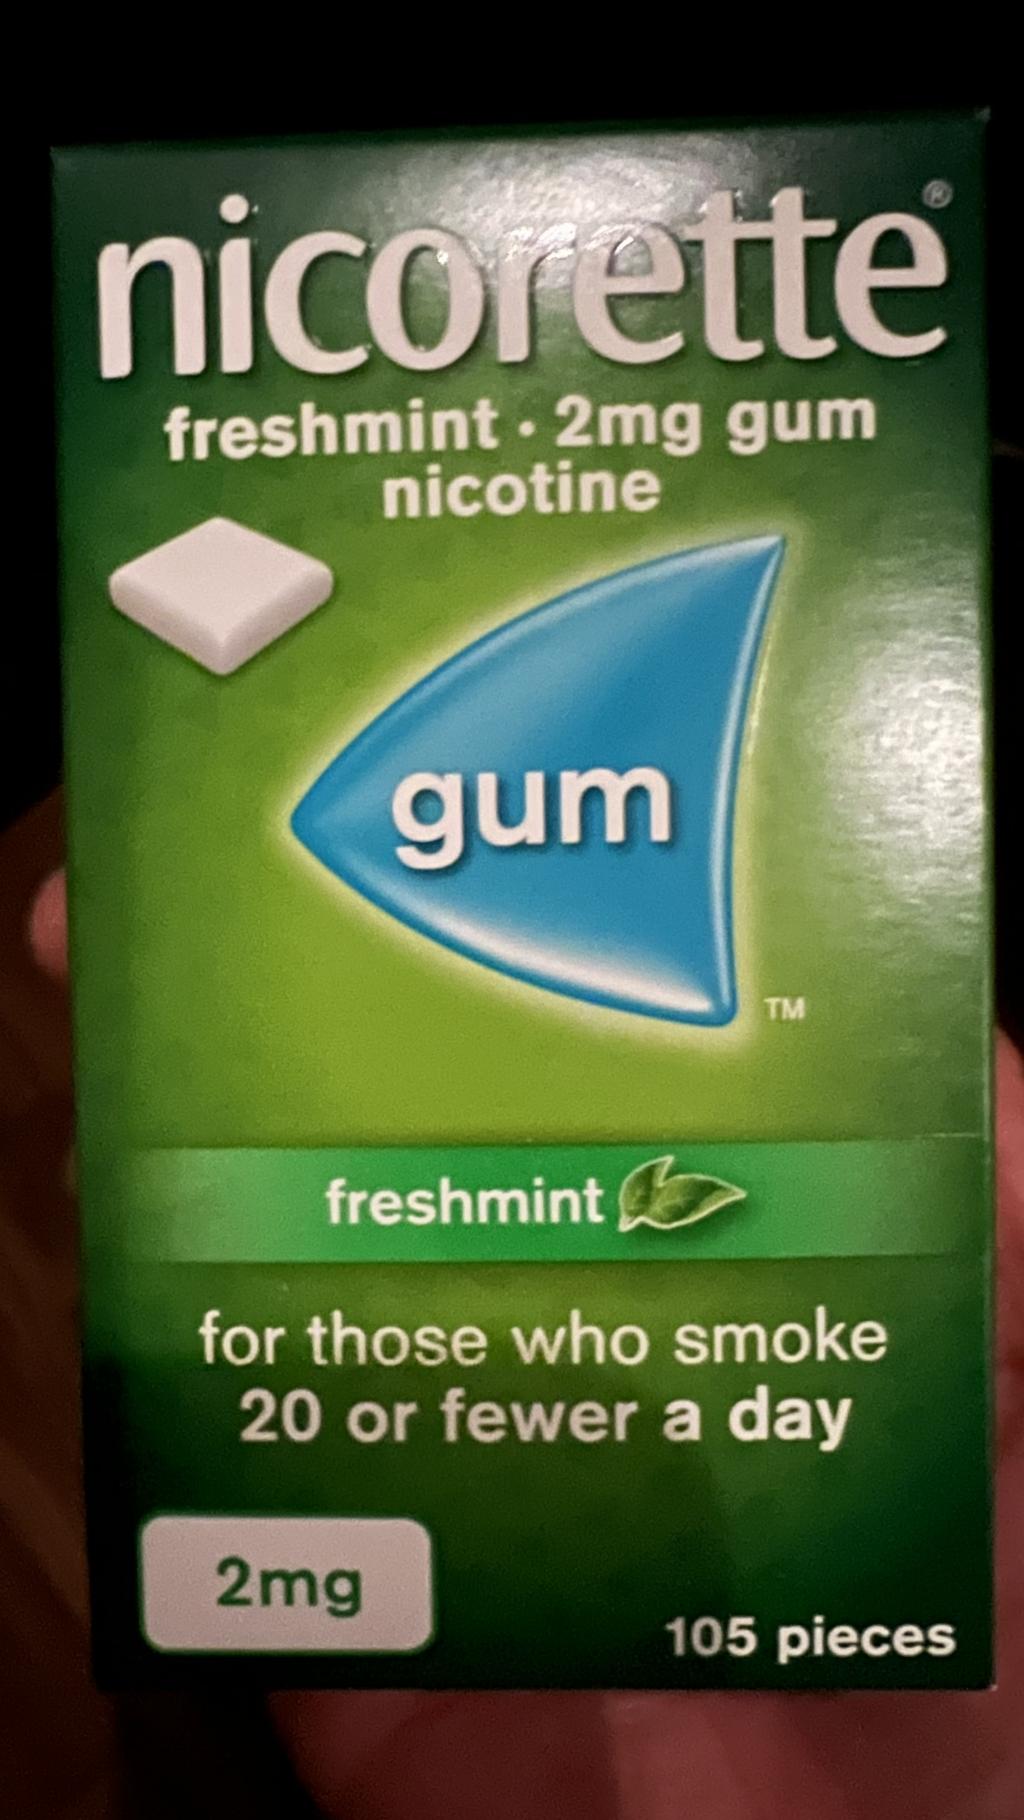 nicorette®
freshmint · 2mg gum
nicotine
gum
TM
freshmint
for those who smoke
20 or fewer a day
2mg
105 pieces